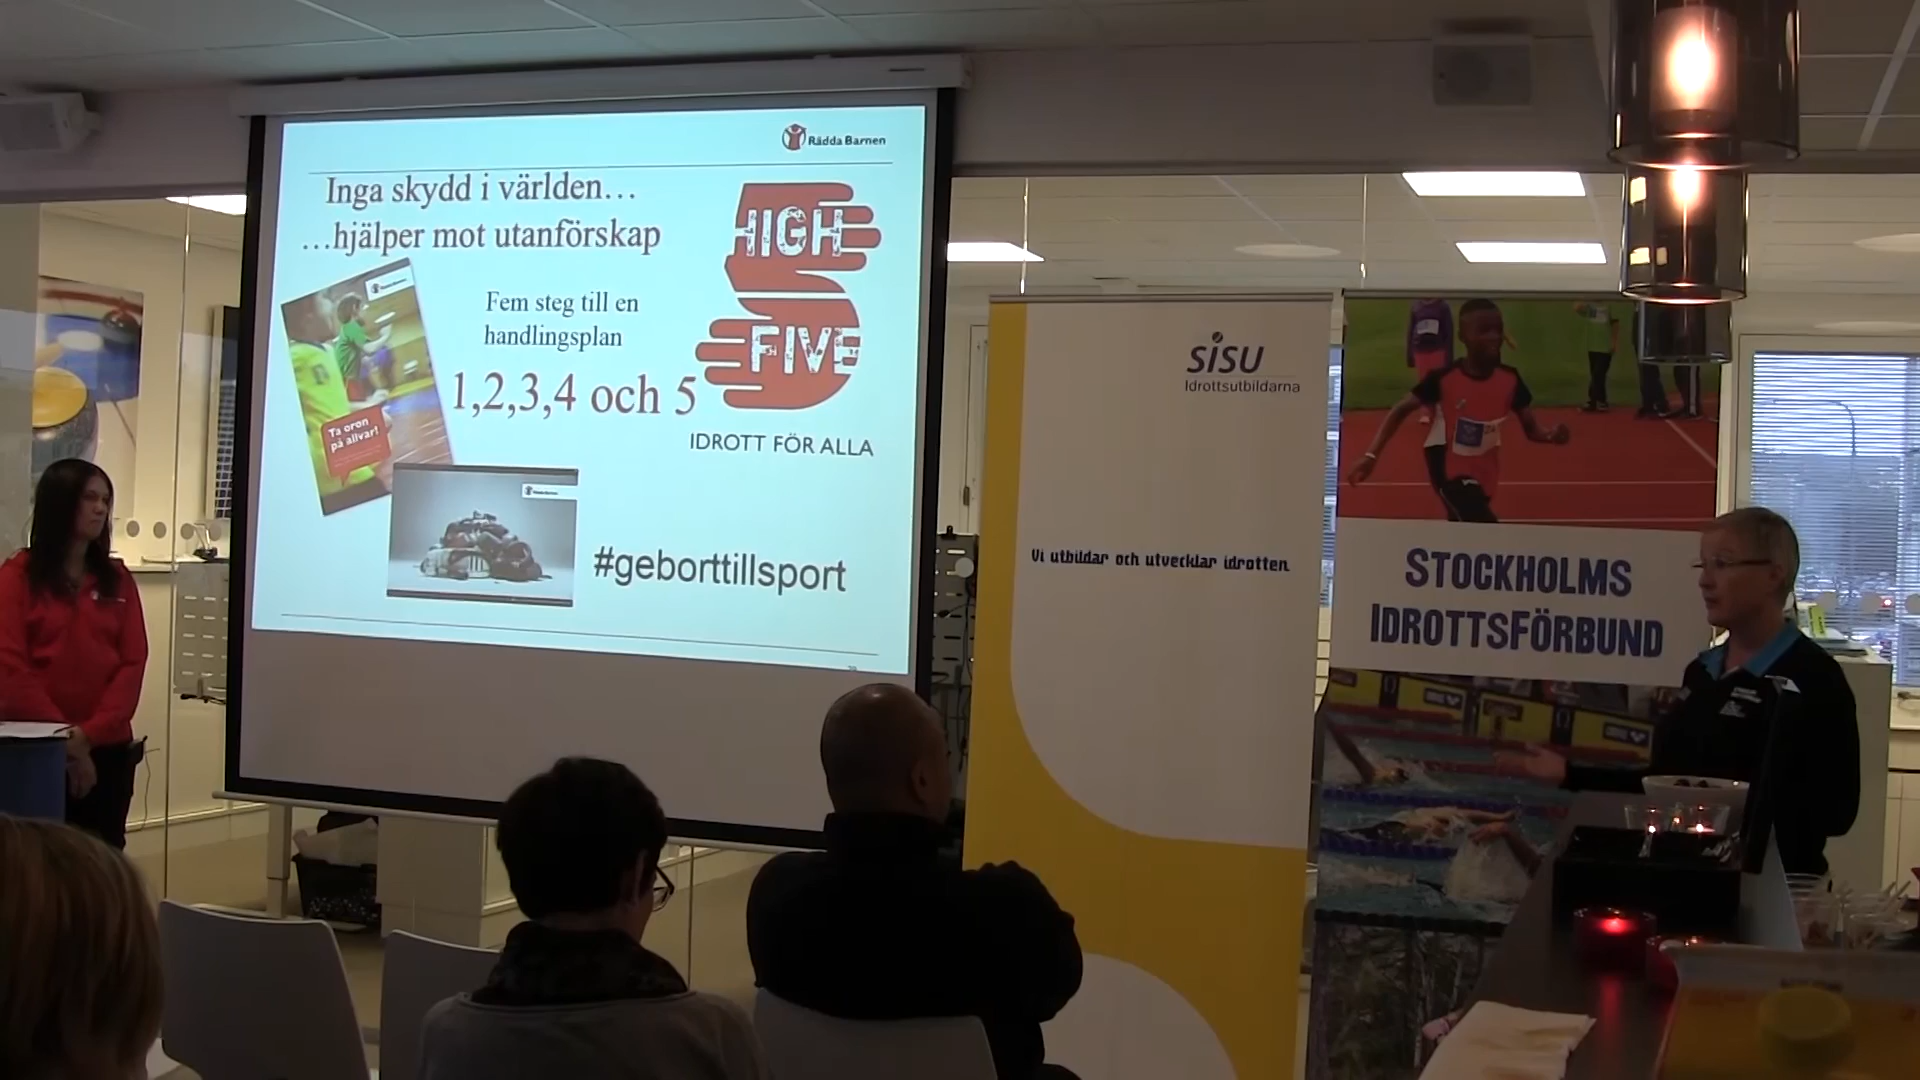 Rädda Barnen
Inga skydd i världen…
…hjälper mot utanförskap
HIGH
FIVE
Fem steg till en
handlingsplan
1,2,3,4 och 5
IDROTT FÖR ALLA
Ta oron
på allvar!
#geborttillsport
SISU
Idrottsutbildarna
Vi utbildar och utvecklar idrotten
STOCKHOLMS
IDROTTSFÖRBUND